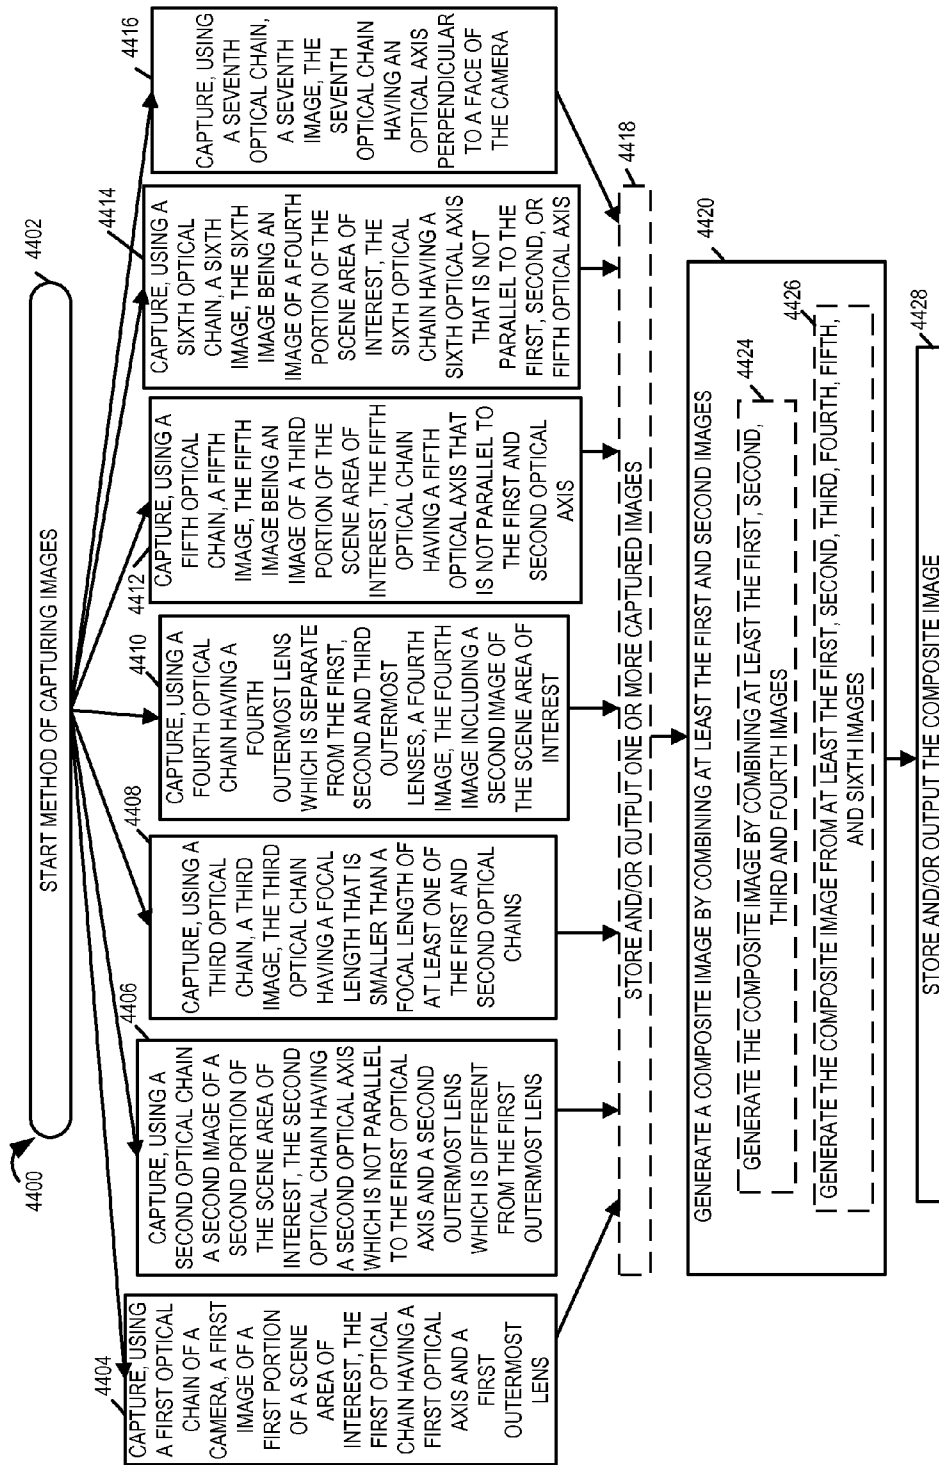 4400
START METHOD OF CAPTURING IMAGES
4402
4404
CAPTURE, USING
A FIRST OPTICAL
CHAIN OF A
CAMERA, A FIRST
IMAGE OF A
FIRST PORTION
OF A SCENE
AREA OF
INTEREST, THE
FIRST OPTICAL
CHAIN HAVING A
FIRST OPTICAL
AXIS AND A
FIRST
OUTERMOST
LENS
4406
CAPTURE, USING A
SECOND OPTICAL CHAIN
A SECOND IMAGE OF A
SECOND PORTION OF
THE SCENE AREA OF
INTEREST, THE SECOND
OPTICAL CHAIN HAVING
A SECOND OPTICAL AXIS
WHICH IS NOT PARALLEL
TO THE FIRST OPTICAL
AXIS AND A SECOND
OUTERMOST LENS
WHICH IS DIFFERENT
FROM THE FIRST
OUTERMOST LENS
4408
CAPTURE, USING A
THIRD OPTICAL
CHAIN, A THIRD
IMAGE, THE THIRD
OPTICAL CHAIN
HAVING A FOCAL
LENGTH THAT IS
SMALLER THAN A
FOCAL LENGTH OF
AT LEAST ONE OF
THE FIRST AND
SECOND OPTICAL
CHAINS
4410
CAPTURE, USING A
FOURTH OPTICAL
CHAIN HAVING A
FOURTH
OUTERMOST LENS
WHICH IS SEPARATE
FROM THE FIRST,
SECOND AND THIRD
OUTERMOST
LENSES, A FOURTH
IMAGE, THE FOURTH
IMAGE INCLUDING A
SECOND IMAGE OF
THE SCENE AREA OF
INTEREST
4412
CAPTURE, USING A
FIFTH OPTICAL
CHAIN, A FIFTH
IMAGE, THE FIFTH
IMAGE BEING AN
IMAGE OF A THIRD
PORTION OF THE
SCENE AREA OF
INTEREST, THE FIFTH
OPTICAL CHAIN
HAVING A FIFTH
OPTICAL AXIS THAT
IS NOT PARALLEL TO
THE FIRST AND
SECOND OPTICAL
AXIS
4414
CAPTURE, USING A
SIXTH OPTICAL
CHAIN, A SIXTH
IMAGE, THE SIXTH
IMAGE BEING AN
IMAGE OF A FOURTH
PORTION OF THE
SCENE AREA OF
INTEREST, THE
SIXTH OPTICAL
CHAIN HAVING A
SIXTH OPTICAL AXIS
THAT IS NOT
PARALLEL TO THE
FIRST, SECOND, OR
FIFTH OPTICAL AXIS
4416
CAPTURE, USING
A SEVENTH
OPTICAL CHAIN,
A SEVENTH
IMAGE, THE
SEVENTH
OPTICAL CHAIN
HAVING AN
OPTICAL AXIS
PERPENDICULAR
TO A FACE OF
THE CAMERA
4418
STORE AND/OR OUTPUT ONE OR MORE CAPTURED IMAGES
4420
GENERATE A COMPOSITE IMAGE BY COMBINING AT LEAST THE FIRST AND SECOND IMAGES
4424
GENERATE THE COMPOSITE IMAGE BY COMBINING AT LEAST THE FIRST, SECOND,
THIRD AND FOURTH IMAGES
4426
GENERATE THE COMPOSITE IMAGE FROM AT LEAST THE FIRST, SECOND, THIRD, FOURTH, FIFTH,
AND SIXTH IMAGES
4428
STORE AND/OR OUTPUT THE COMPOSITE IMAGE